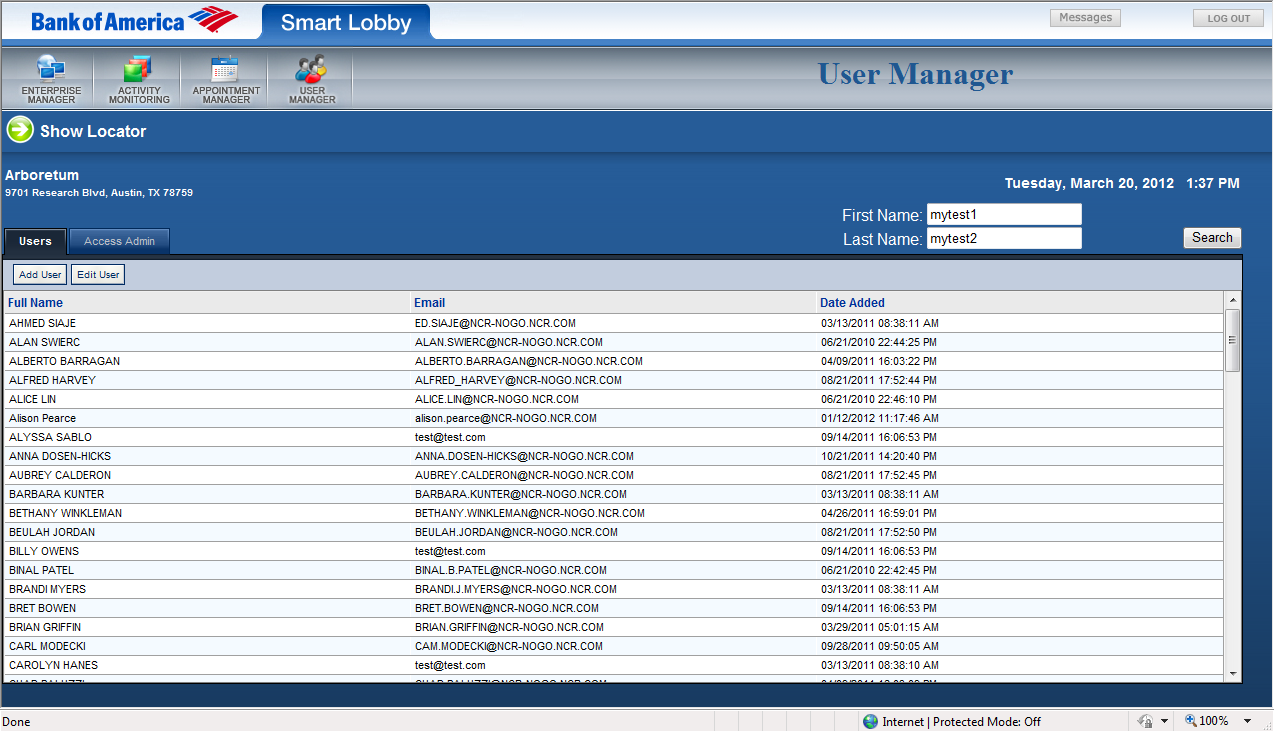 Bank of America Smart Lobby Messages LOG OUT
ENTERPRISE MANAGER
ACTIVITY MONITORING
APPOINTMENT MANAGER
USER MANAGER
User Manager
Show Locator
Arboretum
9701 Research Blvd, Austin, TX 78759
Tuesday, March 20, 2012 1:37 PM
First Name: mytest1
Last Name: mytest2
Search
Users Access Admin
Add User Edit User
Full Name Email Date Added
AHMED SIAJE ED.SIAJE@NCR-NOGO.NCR.COM 03/13/2011 08:38:11 AM
ALAN SWIERC ALAN.SWIERC@NCR-NOGO.NCR.COM 06/21/2010 22:44:25 PM
ALBERTO BARRAGAN ALBERTO.BARRAGAN@NCR-NOGO.NCR.COM 04/09/2011 16:03:22 PM
ALFRED HARVEY ALFRED_HARVEY@NCR-NOGO.NCR.COM 08/21/2011 17:52:44 PM
ALICE LIN ALICE.LIN@NCR-NOGO.NCR.COM 06/21/2010 22:46:10 PM
Alison Pearce alison.pearce@NCR-NOGO.NCR.COM 01/12/2012 11:17:46 AM
ALYSSA SABLO test@test.com 09/14/2011 16:06:53 PM
ANNA DOSEN-HICKS ANNA.DOSEN-HICKS@NCR-NOGO.NCR.COM 10/21/2011 14:20:40 PM
AUBREY CALDERON AUBREY.CALDERON@NCR-NOGO.NCR.COM 08/21/2011 17:52:45 PM
BARBARA KUNTER BARBARA.KUNTER@NCR-NOGO.NCR.COM 03/13/2011 08:38:11 AM
BETHANY WINKLEMAN BETHANY.WINKLEMAN@NCR-NOGO.NCR.COM 04/26/2011 16:59:01 PM
BEULAH JORDAN BEULAH.JORDAN@NCR-NOGO.NCR.COM 08/21/2011 17:52:50 PM
BILLY OWENS test@test.com 09/14/2011 16:06:53 PM
BINAL PATEL BINAL.B.PATEL@NCR-NOGO.NCR.COM 06/21/2010 22:42:45 PM
BRANDI MYERS BRANDI.J.MYERS@NCR-NOGO.NCR.COM 03/13/2011 08:38:11 AM
BRET BOWEN BRET.BOWEN@NCR-NOGO.NCR.COM 09/14/2011 16:06:53 PM
BRIAN GRIFFIN BRIAN.GRIFFIN@NCR-NOGO.NCR.COM 03/29/2011 05:01:15 AM
CARL MODECKI CAM.MODECKI@NCR-NOGO.NCR.COM 09/28/2011 09:50:05 AM
CAROLYN HANES test@test.com 03/13/2011 08:38:10 AM
Done Internet | Protected Mode: Off 100%